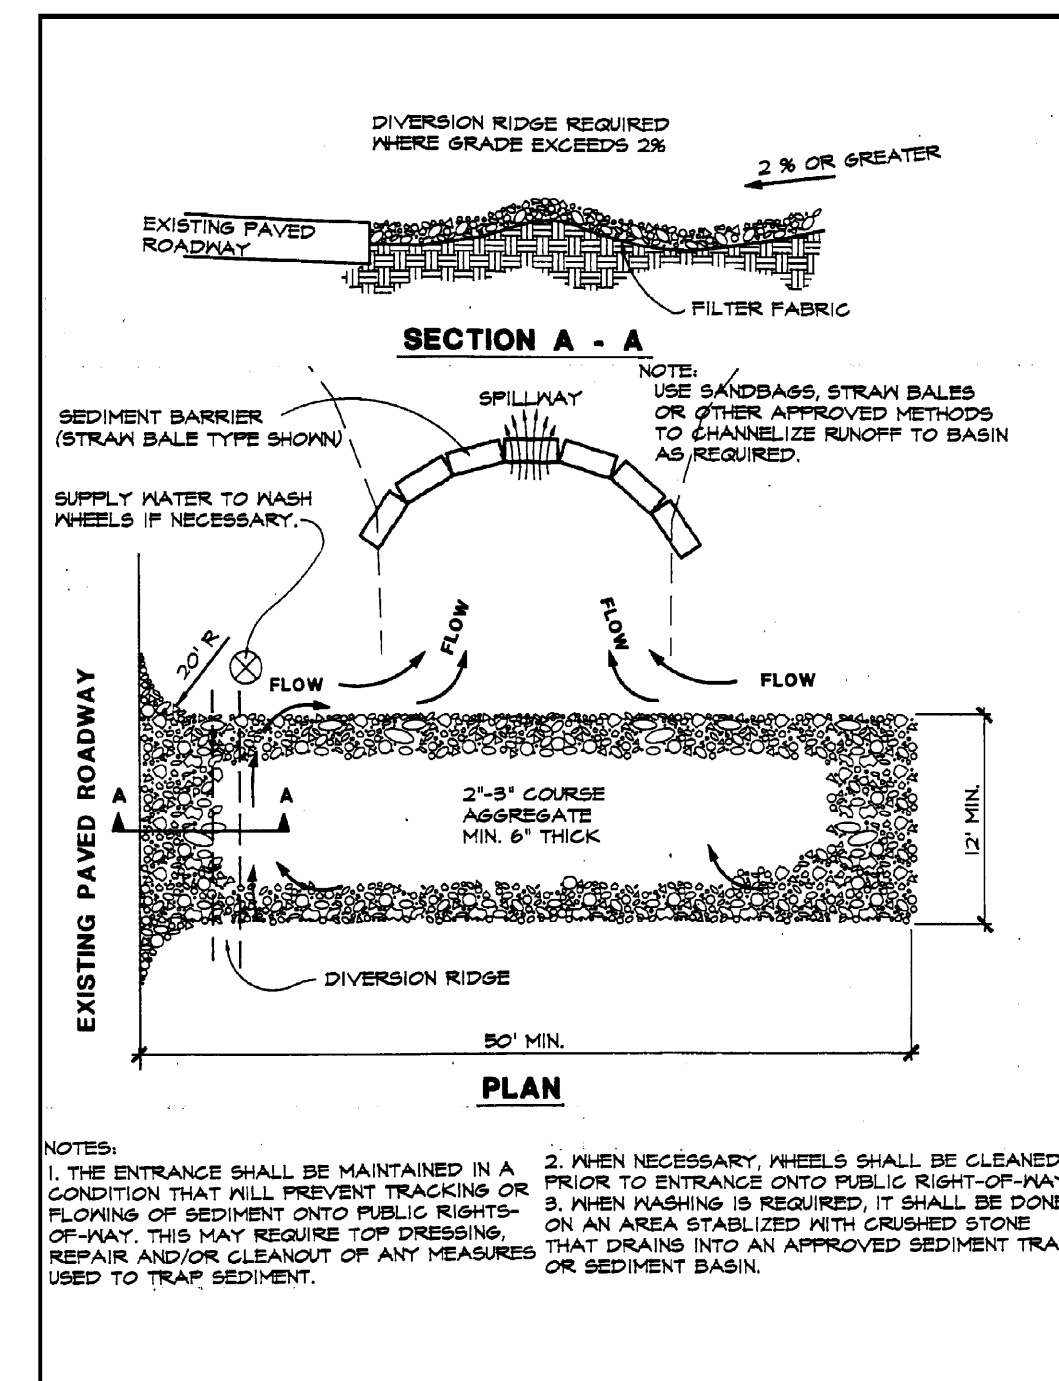 DIVERSION RIDGE REQUIRED
WHERE GRADE EXCEEDS 2%
2 % OR GREATER
EXISTING PAVED
ROADWAY
FILTER FABRIC
SECTION A - A
NOTE:
USE SANDBAGS, STRAW BALES
OR OTHER APPROVED METHODS
TO CHANNELIZE RUNOFF TO BASIN
AS REQUIRED.
SPILLWAY
SEDIMENT BARRIER
(STRAW BALE TYPE SHOWN)
SUPPLY WATER TO WASH
WHEELS IF NECESSARY.
FLOW
FLOW
20' R
FLOW
FLOW
EXISTING PAVED ROADWAY
A
A
2"-3" COURSE
AGGREGATE
MIN. 6" THICK
12' MIN.
DIVERSION RIDGE
50' MIN.
PLAN
NOTES:
1. THE ENTRANCE SHALL BE MAINTAINED IN A
CONDITION THAT WILL PREVENT TRACKING OR
FLOWING OF SEDIMENT ONTO PUBLIC RIGHTS-
OF-WAY. THIS MAY REQUIRE TOP DRESSING,
REPAIR AND/OR CLEANOUT OF ANY MEASURES
USED TO TRAP SEDIMENT.
2. WHEN NECESSARY, WHEELS SHALL BE CLEANED
PRIOR TO ENTRANCE ONTO PUBLIC RIGHT-OF-WAY
3. WHEN WASHING IS REQUIRED, IT SHALL BE DONE
ON AN AREA STABLIZED WITH CRUSHED STONE
THAT DRAINS INTO AN APPROVED SEDIMENT TRA
OR SEDIMENT BASIN.